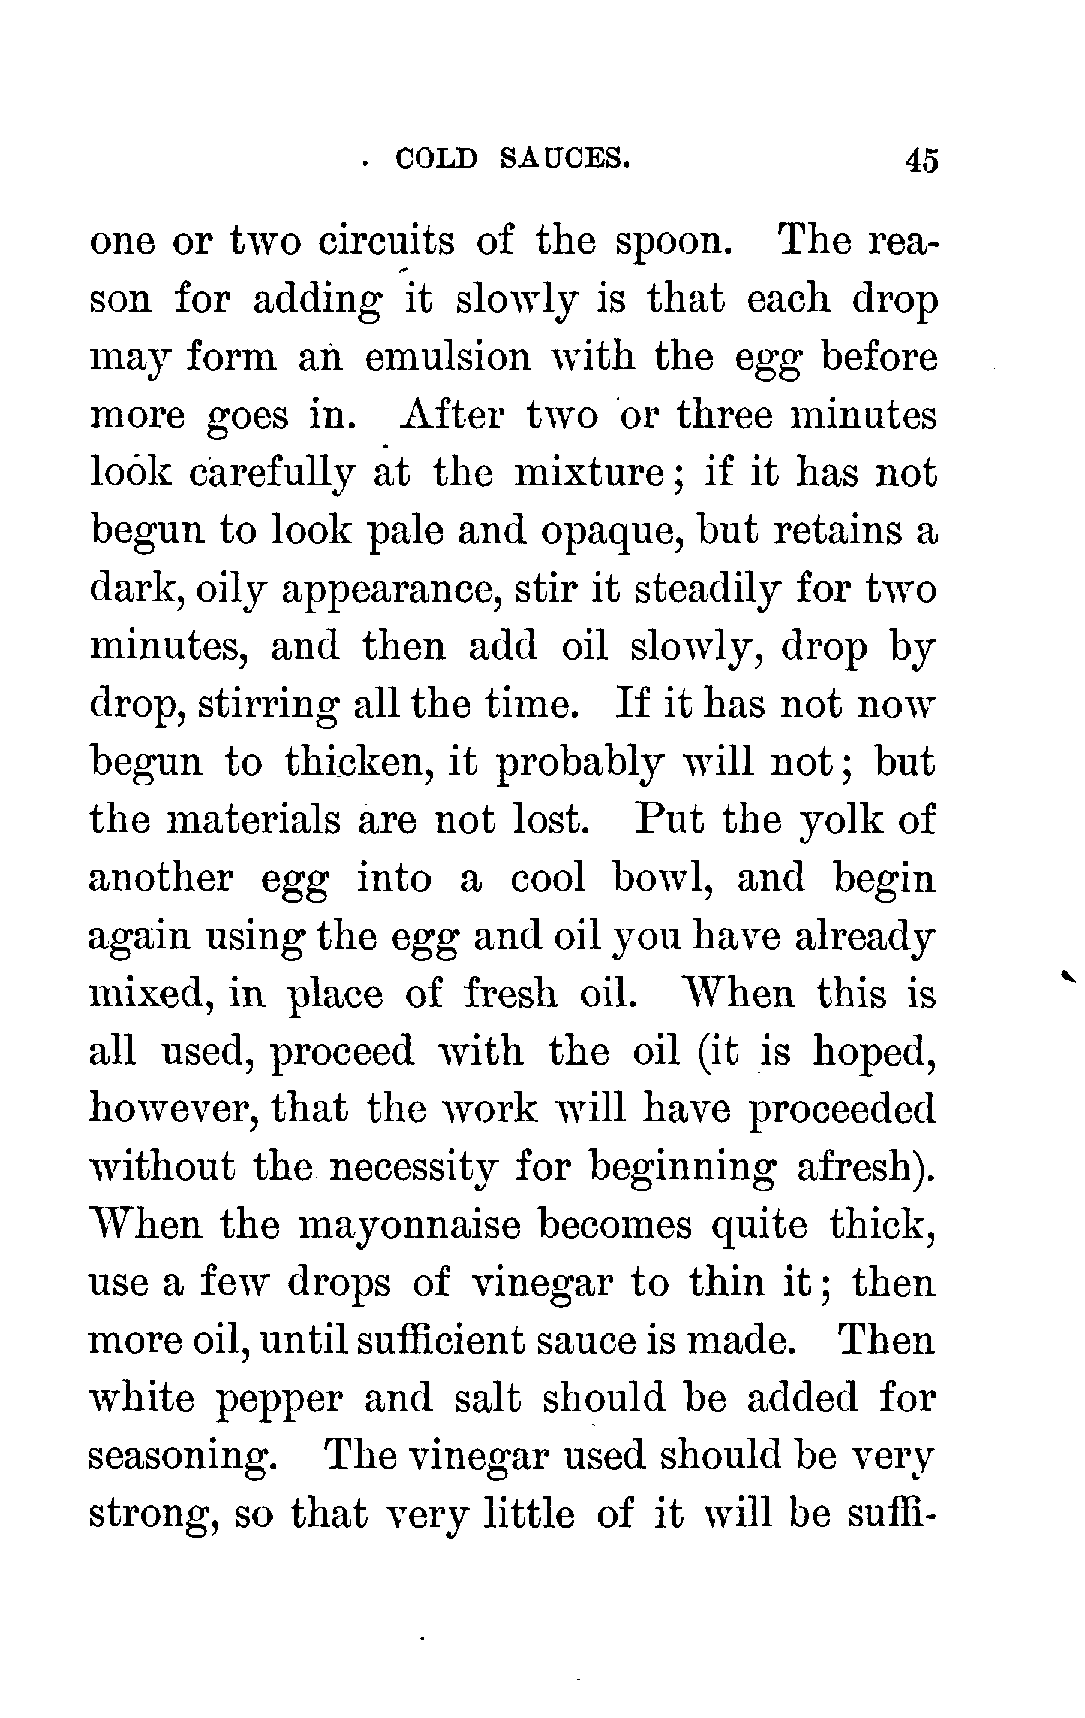 COLD SAUCES. 45
one or two circuits of the spoon. The rea-
son for adding it slowly is that each drop
may form an emulsion with the egg before
more goes in. After two or three minutes
look carefully at the mixture; if it has not
begun to look pale and opaque, but retains a
dark, oily appearance, stir it steadily for two
minutes, and then add oil slowly, drop by
drop, stirring all the time. If it has not now
begun to thicken, it probably will not; but
the materials are not lost. Put the yolk of
another egg into a cool bowl, and begin
again using the egg and oil you have already
mixed, in place of fresh oil. When this is
all used, proceed with the oil (it is hoped,
however, that the work will have proceeded
without the necessity for beginning afresh).
When the mayonnaise becomes quite thick,
use a few drops of vinegar to thin it; then
more oil, until sufficient sauce is made. Then
white pepper and salt should be added for
seasoning. The vinegar used should be very
strong, so that very little of it will be suffi-